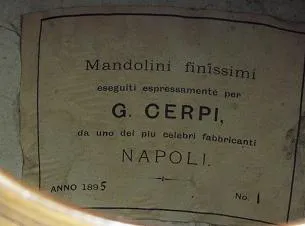 Mandolini finissimi
eseguiti espressamente per
G. CERPI,
da uno dei piu celebri fabbricanti
NAPOLI.
ANNO 1895 No. 1